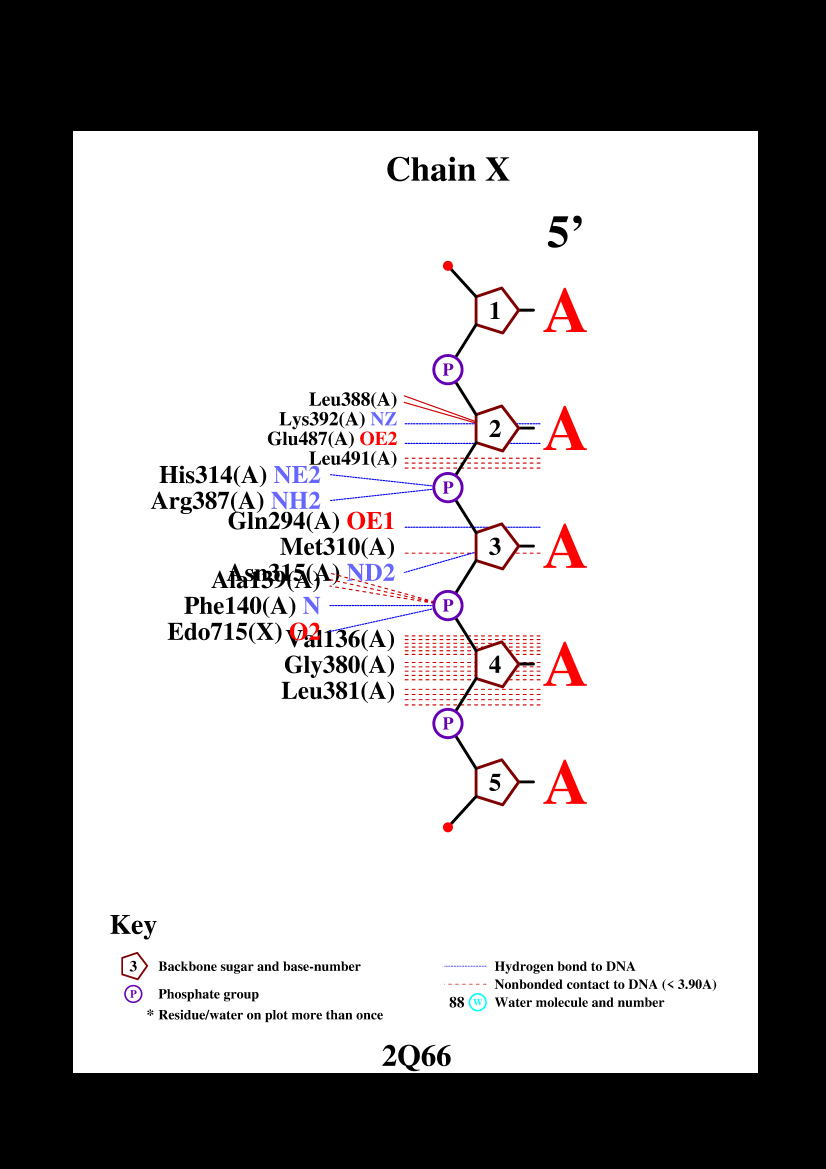 Chain X
5’
1 A
P
Leu388(A)
Lys392(A) NZ
2 A
Glu487(A) OE2
Leu491(A)
His314(A) NE2
P
Arg387(A) NH2
Gln294(A) OE1
Met310(A)
3 A
Asn315(A) ND2
Ala139(A)
Phe140(A) N
P
Edo715(X) O2
Val136(A)
Gly380(A)
4 A
Leu381(A)
P
5 A
Key
3 Backbone sugar and base-number
P Phosphate group
* Residue/water on plot more than once
Hydrogen bond to DNA
Nonbonded contact to DNA (< 3.90A)
88 W Water molecule and number
2Q66